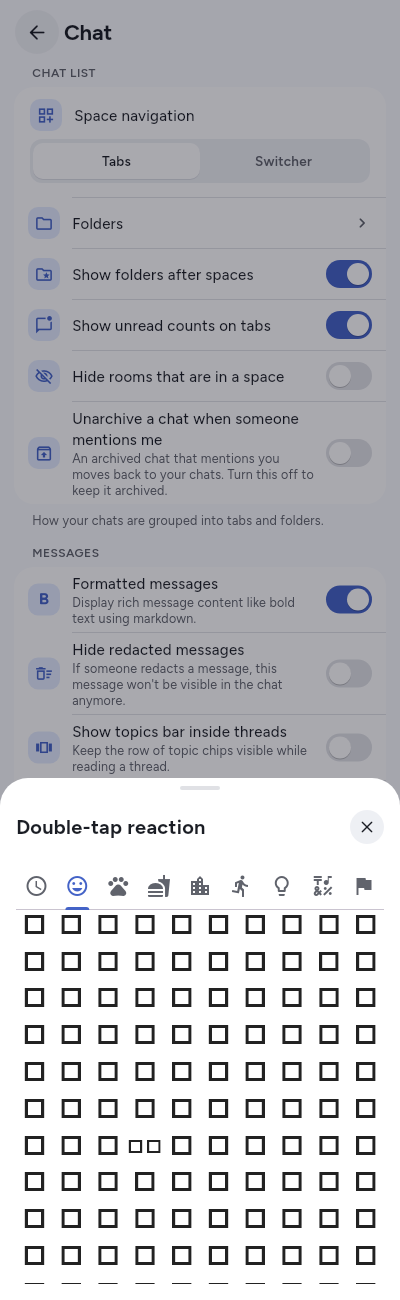 Chat
CHAT LIST
Space navigation
Tabs
Switcher
Folders
Show folders after spaces
Show unread counts on tabs
Hide rooms that are in a space
Unarchive a chat when someone
mentions me
An archived chat that mentions you
moves back to your chats. Turn this off to
keep it archived.
How your chats are grouped into tabs and folders.
MESSAGES
B
Formatted messages
Display rich message content like bold
text using markdown.
Hide redacted messages
If someone redacts a message, this
message won't be visible in the chat
anymore.
Show topics bar inside threads
Keep the row of topic chips visible while
reading a thread.
Double-tap reaction